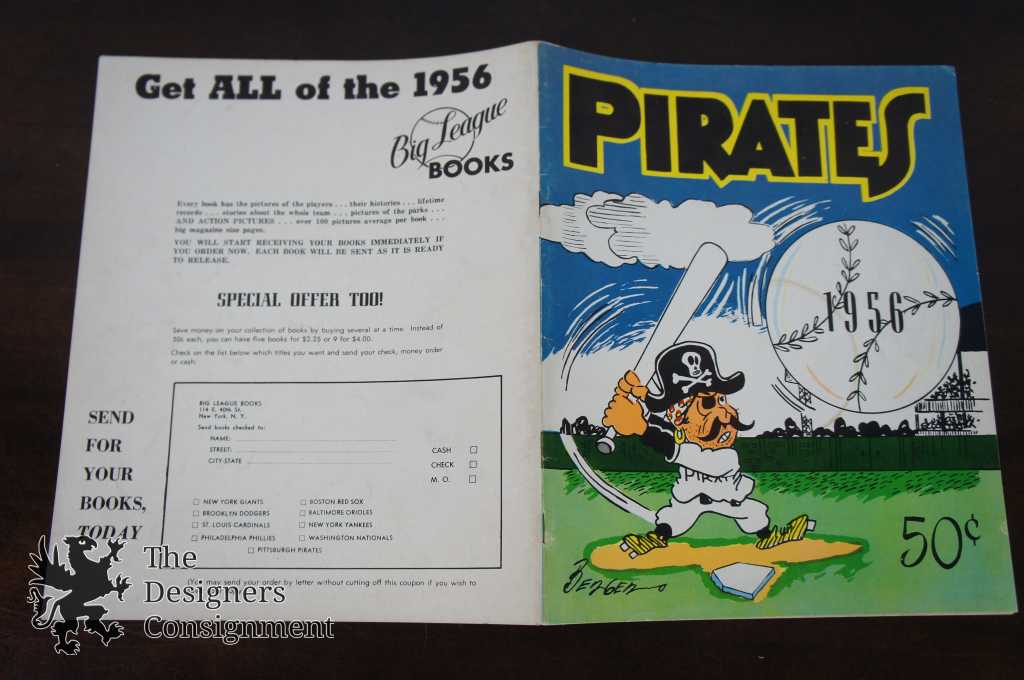 Get ALL of the 1956
Big League
BOOKS
Every book has the pictures of the players . . . their histories . . . lifetime
records . . . stories about the whole team . . . pictures of the parks . . .
AND ACTION PICTURES . . . over 100 pictures average per book . . .
big magazine size pages.
YOU WILL START RECEIVING YOUR BOOKS IMMEDIATELY IF
YOU ORDER NOW. EACH BOOK WILL BE SENT AS IT IS READY
TO RELEASE.
SPECIAL OFFER TOO!
Save money on your collection of books by buying several at a time. Instead of
50c each, you can have five books for $2.25 or 9 for $4.00.
Check on the list below which titles you want and send your check, money order
or cash:
SEND
FOR
YOUR
BOOKS,
TODAY
BIG LEAGUE BOOKS
114 E. 40th St.
New York, N. Y.
Send books checked to:
NAME:
STREET:
CITY-STATE
CASH
CHECK
M. O.
NEW YORK GIANTS
BOSTON RED SOX
BROOKLYN DODGERS
BALTIMORE ORIOLES
ST. LOUIS CARDINALS
NEW YORK YANKEES
PHILADELPHIA PHILLIES
WASHINGTON NATIONALS
PITTSBURGH PIRATES
(You may send your order by letter without cutting off this coupon if you wish to
The
Designers
Consignment
PIRATES
1956
PIRAT
50¢
BERGER